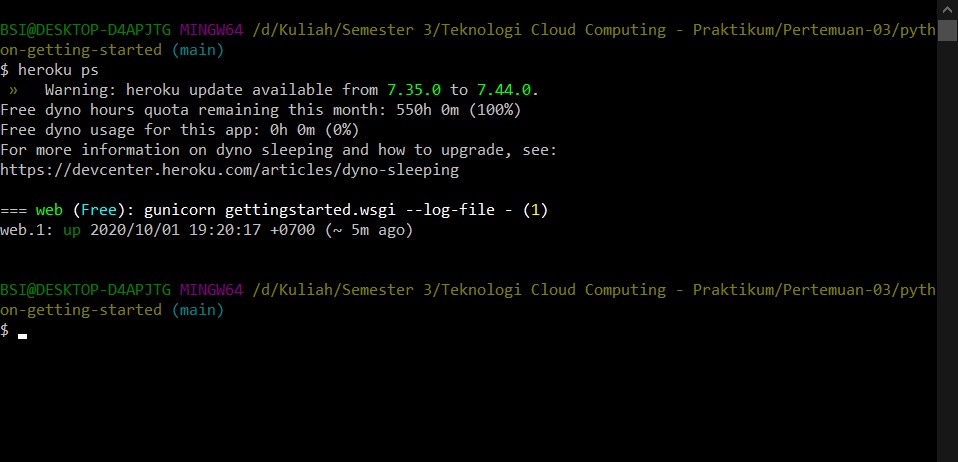 BSI@DESKTOP-D4APJTG MINGW64 /d/Kuliah/Semester 3/Teknologi Cloud Computing - Praktikum/Pertemuan-03/pyth
on-getting-started (main)
$ heroku ps
 »   Warning: heroku update available from 7.35.0 to 7.44.0.
Free dyno hours quota remaining this month: 550h 0m (100%)
Free dyno usage for this app: 0h 0m (0%)
For more information on dyno sleeping and how to upgrade, see:
https://devcenter.heroku.com/articles/dyno-sleeping
=== web (Free): gunicorn gettingstarted.wsgi --log-file - (1)
web.1: up 2020/10/01 19:20:17 +0700 (~ 5m ago)
BSI@DESKTOP-D4APJTG MINGW64 /d/Kuliah/Semester 3/Teknologi Cloud Computing - Praktikum/Pertemuan-03/pyth
on-getting-started (main)
$